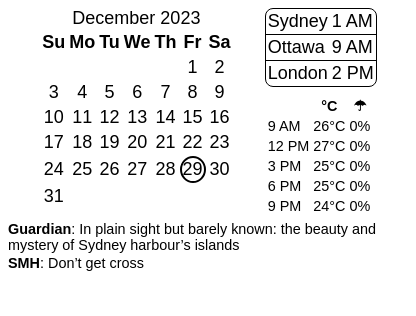 December 2023
Su Mo Tu We Th Fr Sa
1 2
3 4 5 6 7 8 9
10 11 12 13 14 15 16
17 18 19 20 21 22 23
24 25 26 27 28 29 30
31
Sydney 1 AM
Ottawa 9 AM
London 2 PM
°C ☂
9 AM 26°C 0%
12 PM 27°C 0%
3 PM 25°C 0%
6 PM 25°C 0%
9 PM 24°C 0%
Guardian: In plain sight but barely known: the beauty and
mystery of Sydney harbour’s islands
SMH: Don’t get cross